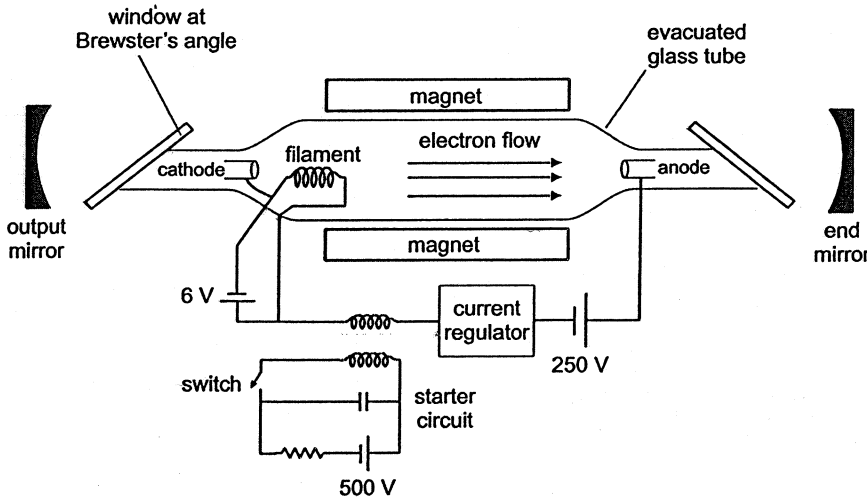 window at
Brewster's angle
evacuated
glass tube
magnet
electron flow
filament
cathode
anode
output
mirror
end
mirror
magnet
6 V
current
regulator
250 V
switch
starter
circuit
500 V